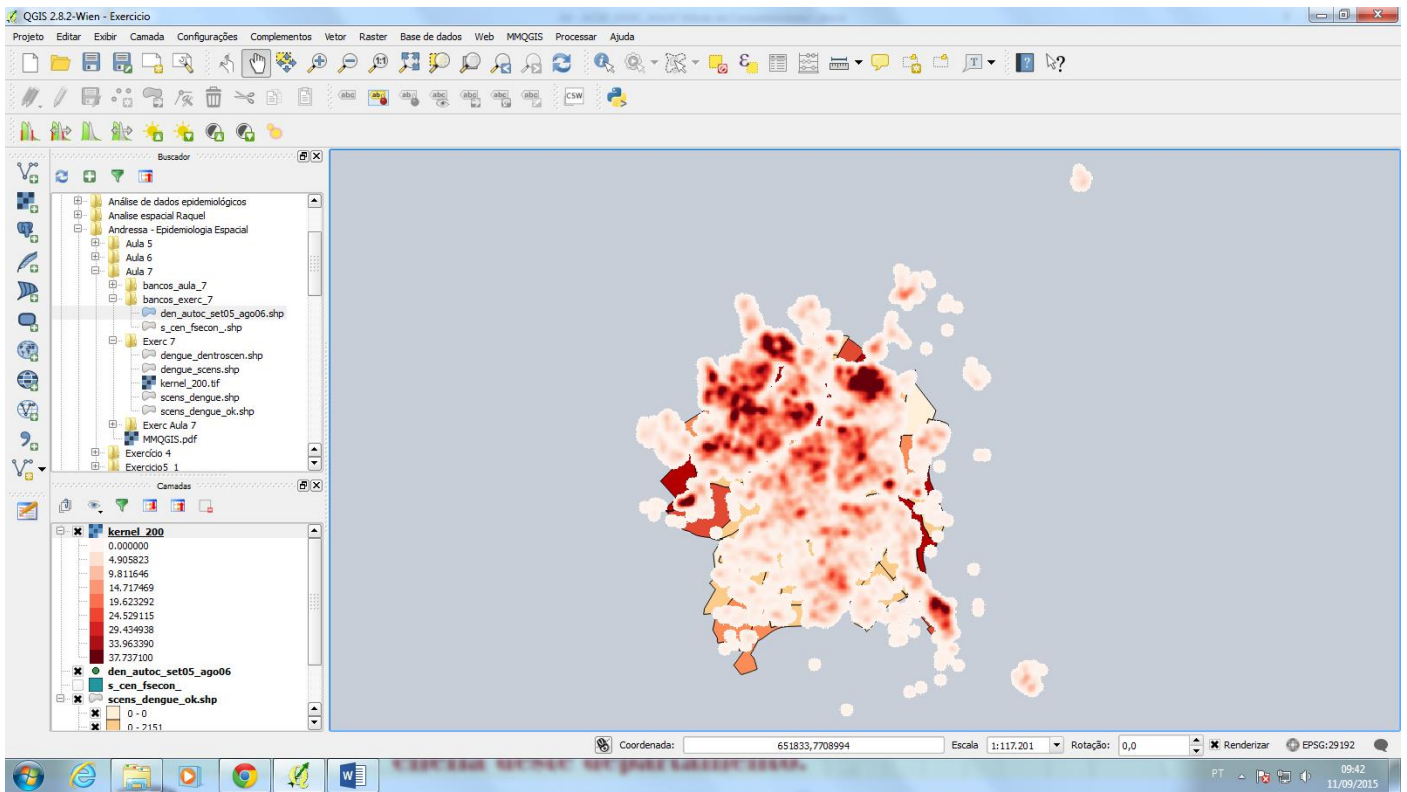 QGIS 2.8.2-Wien - Exercicio
Projeto Editar Exibir Camada Configurações Complementos Vetor Raster Base de dados Web MMQGIS Processar Ajuda
CSW
Buscador
Análise de dados epidemiológicos
Analise espacial Raquel
Andressa - Epidemiologia Espacial
Aula 5
Aula 6
Aula 7
bancos_aula_7
bancos_exerc_7
den_autoc_set05_ago06.shp
s_cen_fsecon_.shp
Exerc 7
dengue_dentroscen.shp
dengue_scens.shp
kernel_200.tif
scens_dengue.shp
scens_dengue_ok.shp
Exerc Aula 7
MMQGIS.pdf
Exercício 4
Exercicio5_1
Camadas
kernel_200
0.000000
4.905823
9.811646
14.717469
19.623292
24.529115
29.434938
33.963390
37.737100
den_autoc_set05_ago06
s_cen_fsecon_
scens_dengue_ok.shp
0 - 0
0 - 2151
Coordenada: 651833,7708994 Escala 1:117.201 Rotação: 0,0 Renderizar EPSG:29192
PT 09:42
11/09/2015